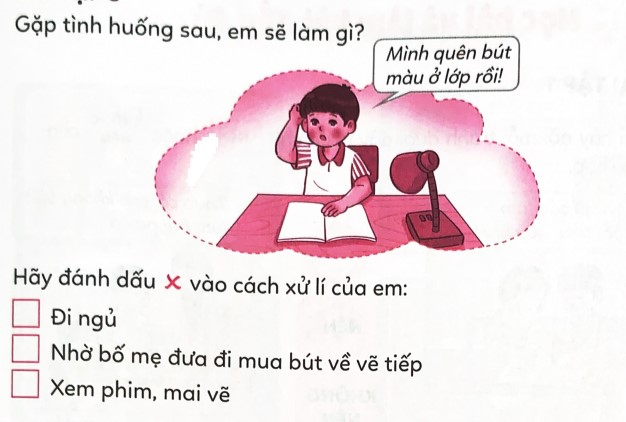 Gặp tình huống sau, em sẽ làm gì?
Mình quên bút
màu ở lớp rồi!
Hãy đánh dấu X vào cách xử lí của em:
Đi ngủ
Nhờ bố mẹ đưa đi mua bút về vẽ tiếp
Xem phim, mai vẽ